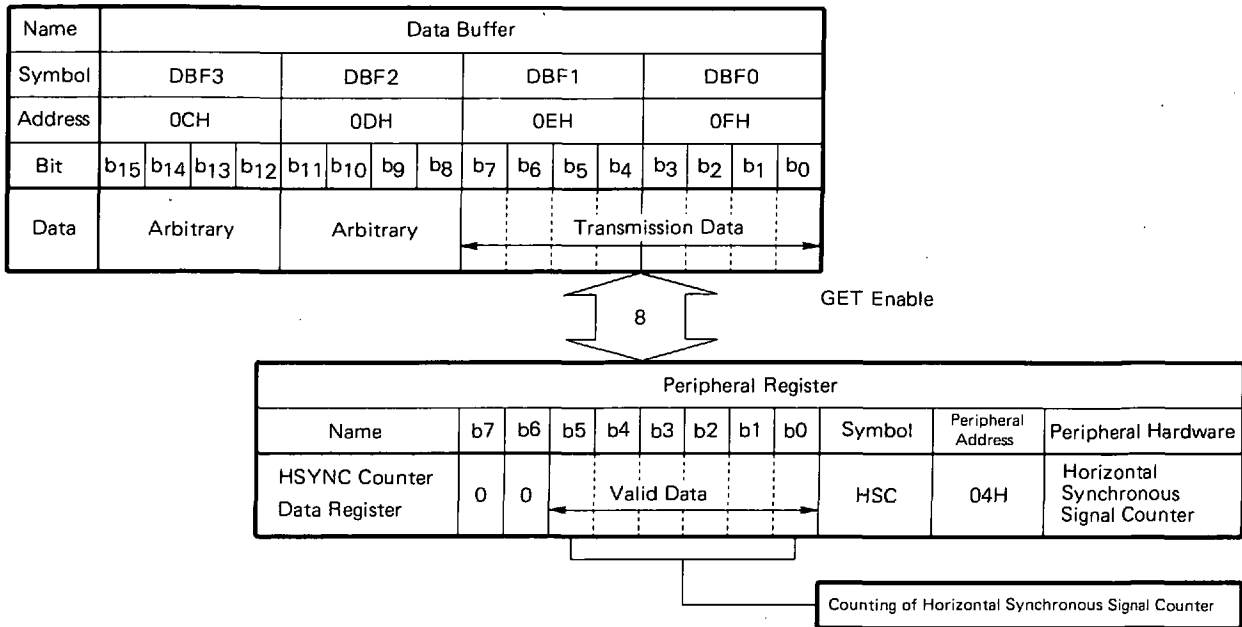 Name Data Buffer
Symbol DBF3 DBF2 DBF1 DBF0
Address 0CH 0DH 0EH 0FH
Bit b15 b14 b13 b12 b11 b10 b9 b8 b7 b6 b5 b4 b3 b2 b1 b0
Data Arbitrary Arbitrary Transmission Data
8 GET Enable
Peripheral Register
Name b7 b6 b5 b4 b3 b2 b1 b0 Symbol Peripheral Address Peripheral Hardware
HSYNC Counter Data Register 0 0 Valid Data HSC 04H Horizontal Synchronous Signal Counter
Counting of Horizontal Synchronous Signal Counter